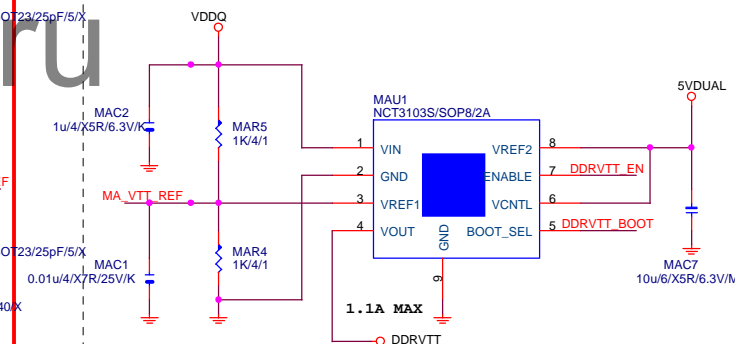 OT23/25pF/5/X
ru
VDDQ
5VDUAL
MAU1
NCT3103S/SOP8/2A
MAC2
1u/4/X5R/6.3V/K
MAR5
1K/4/1
1 VIN
VREF2 8
2 GND
ENABLE 7 DDRVTT_EN
F
MA_VTT_REF
3 VREF1
VCNTL 6
4 VOUT
BOOT_SEL 5 DDRVTT_BOOT
GND
9
OT23/25pF/5/X
MAC1
0.01u/4/X7R/25V/K
MAR4
1K/4/1
MAC7
10u/6/X5R/6.3V/M
40/X
1.1A MAX
DDRVTT